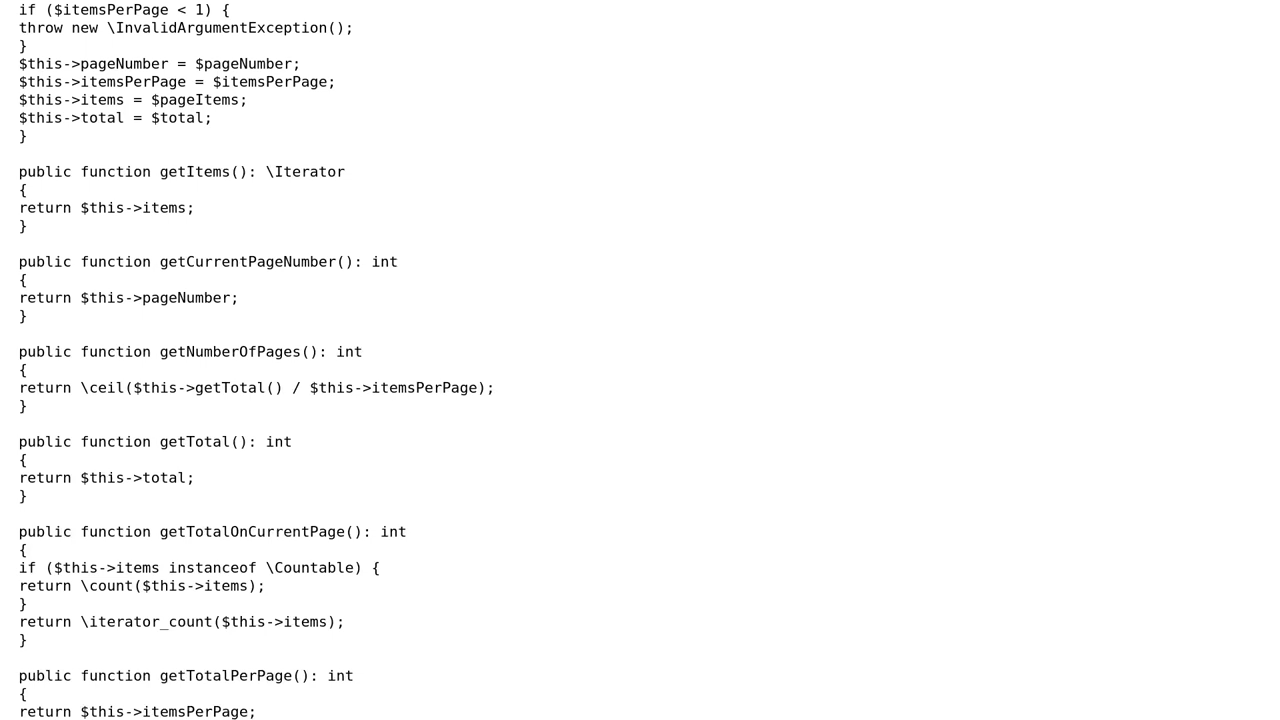 if ($itemsPerPage < 1) {
throw new \InvalidArgumentException();
}
$this->pageNumber = $pageNumber;
$this->itemsPerPage = $itemsPerPage;
$this->items = $pageItems;
$this->total = $total;
}

public function getItems(): \Iterator
{
return $this->items;
}

public function getCurrentPageNumber(): int
{
return $this->pageNumber;
}

public function getNumberOfPages(): int
{
return \ceil($this->getTotal() / $this->itemsPerPage);
}

public function getTotal(): int
{
return $this->total;
}

public function getTotalOnCurrentPage(): int
{
if ($this->items instanceof \Countable) {
return \count($this->items);
}
return \iterator_count($this->items);
}

public function getTotalPerPage(): int
{
return $this->itemsPerPage;